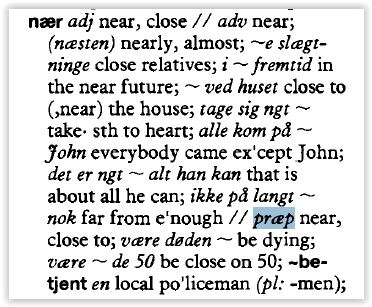 nær adj near, close // adv near;
(næsten) nearly, almost; ~e slægt-
ninge close relatives; i ~ fremtid in
the near future; ~ ved huset close to
(,near) the house; tage sig ngt ~
take· sth to heart; alle kom på ~
John everybody came ex'cept John;
det er ngt ~ alt han kan that is
about all he can; ikke på langt ~
nok far from e'nough // præp near,
close to; være døden ~ be dying;
være ~ de 50 be close on 50; ~be-
tjent en local po'liceman (pl: -men);